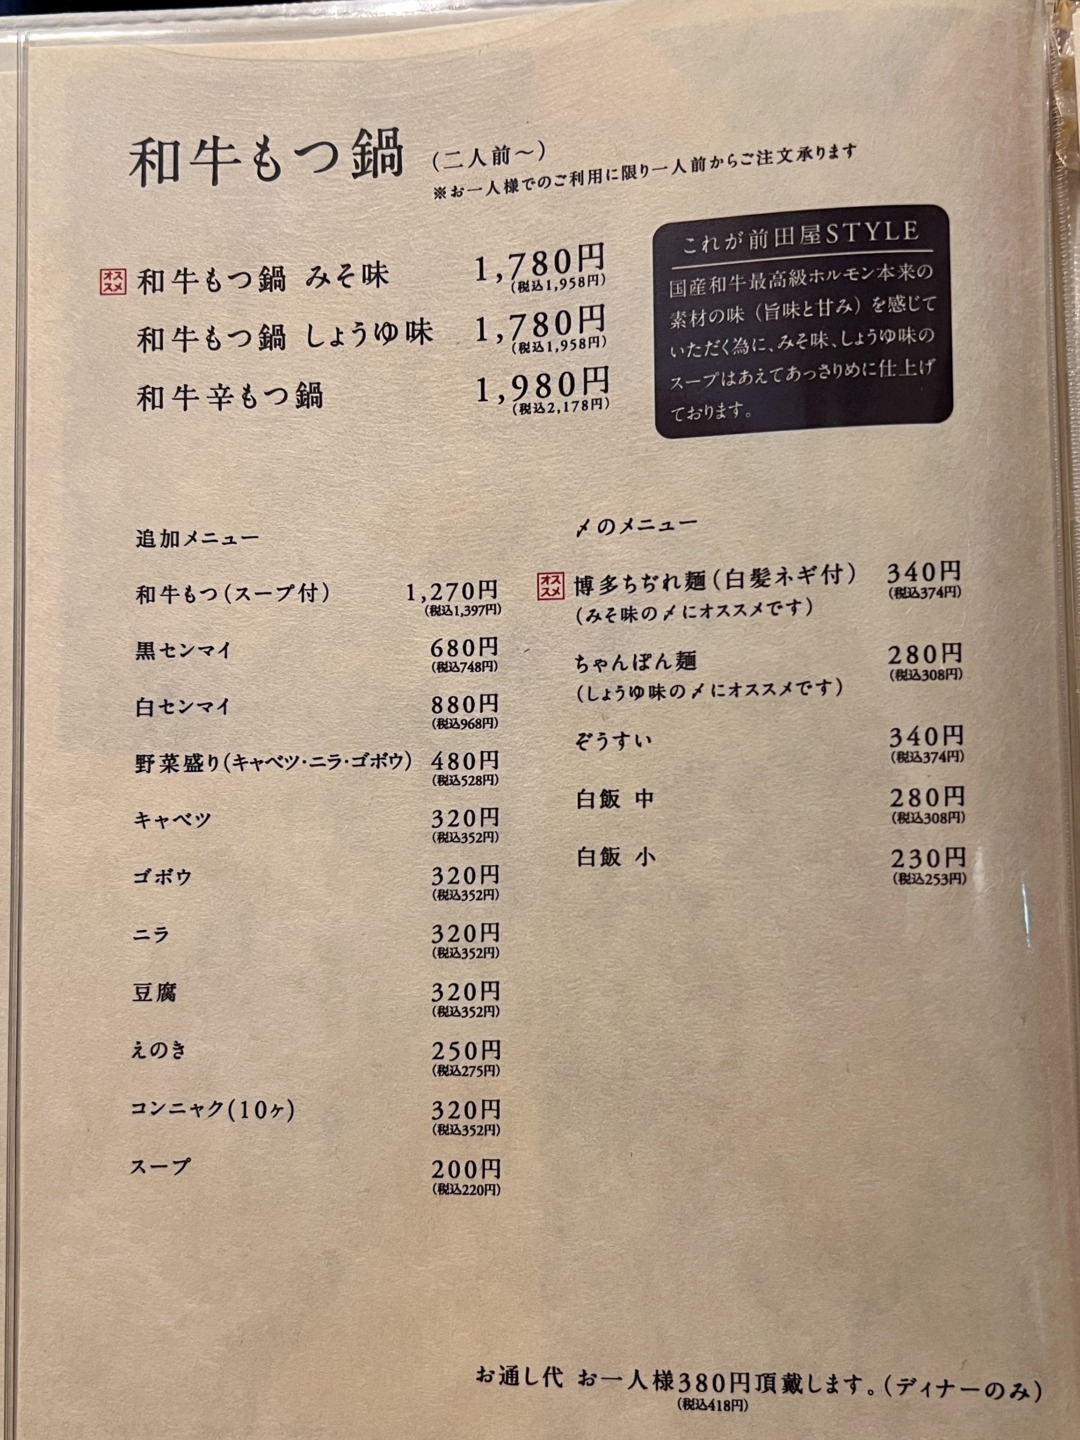 和牛もつ鍋 (二人前〜)
※お一人様でのご利用に限り一人前からご注文承ります
オススメ 和牛もつ鍋 みそ味 1,780円
(税込1,958円)
和牛もつ鍋 しょうゆ味 1,780円
(税込1,958円)
和牛辛もつ鍋 1,980円
(税込2,178円)
これが前田屋STYLE
国産和牛最高級ホルモン本来の
素材の味（旨味と甘み）を感じて
いただく為に、みそ味、しょうゆ味の
スープはあえてあっさりめに仕上げ
ております。
追加メニュー
和牛もつ(スープ付) 1,270円
(税込1,397円)
黒センマイ 680円
(税込748円)
白センマイ 880円
(税込968円)
野菜盛り(キャベツ・ニラ・ゴボウ) 480円
(税込528円)
キャベツ 320円
(税込352円)
ゴボウ 320円
(税込352円)
ニラ 320円
(税込352円)
豆腐 320円
(税込352円)
えのき 250円
(税込275円)
コンニャク(10ヶ) 320円
(税込352円)
スープ 200円
(税込220円)
〆のメニュー
オススメ 博多ちぢれ麺(白髪ネギ付) 340円
(税込374円)
(みそ味の〆にオススメです)
ちゃんぽん麺 280円
(税込308円)
(しょうゆ味の〆にオススメです)
ぞうすい 340円
(税込374円)
白飯 中 280円
(税込308円)
白飯 小 230円
(税込253円)
お通し代 お一人様380円頂戴します。(ディナーのみ)
(税込418円)